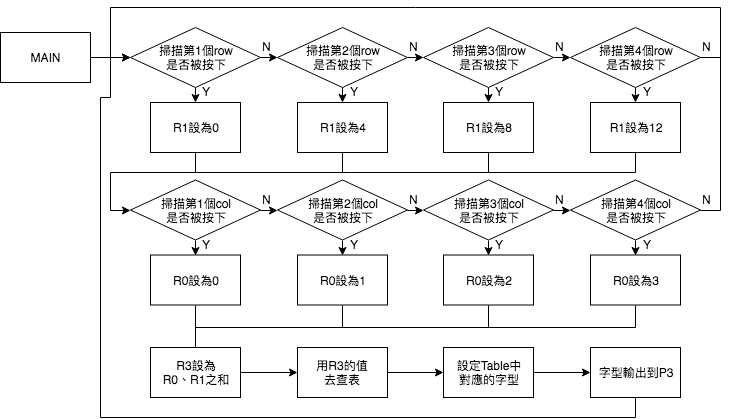 MAIN
掃描第1個row
是否被按下
N
掃描第2個row
是否被按下
N
掃描第3個row
是否被按下
N
掃描第4個row
是否被按下
N
Y
Y
Y
Y
R1設為0
R1設為4
R1設為8
R1設為12
掃描第1個col
是否被按下
N
掃描第2個col
是否被按下
N
掃描第3個col
是否被按下
N
掃描第4個col
是否被按下
N
Y
Y
Y
Y
R0設為0
R0設為1
R0設為2
R0設為3
R3設為
R0、R1之和
用R3的值
去查表
設定Table中
對應的字型
字型輸出到P3